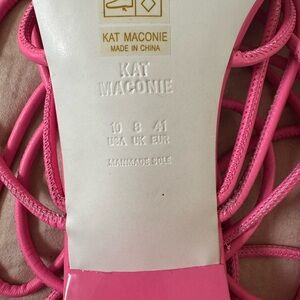 KAT MACONIE
MADE IN CHINA
KAT
MACONIE
10 8 41
USA UK EUR
MANMADE SOLE